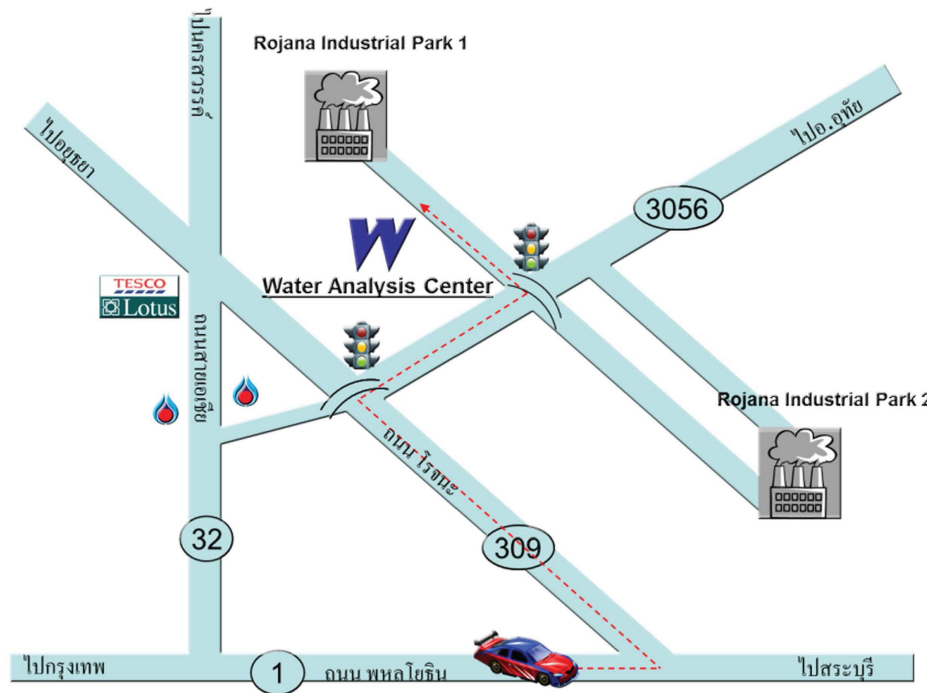 Rojana Industrial Park 1
ไปนครสวรรค์
ไปอยุธยา
ไปอ.อุทัย
3056
W
Water Analysis Center
TESCO
Lotus
ถนนสายเอเชีย
Rojana Industrial Park 2
ถนน โรจนะ
32
309
ไปกรุงเทพ
1
ถนน พหลโยธิน
ไปสระบุรี